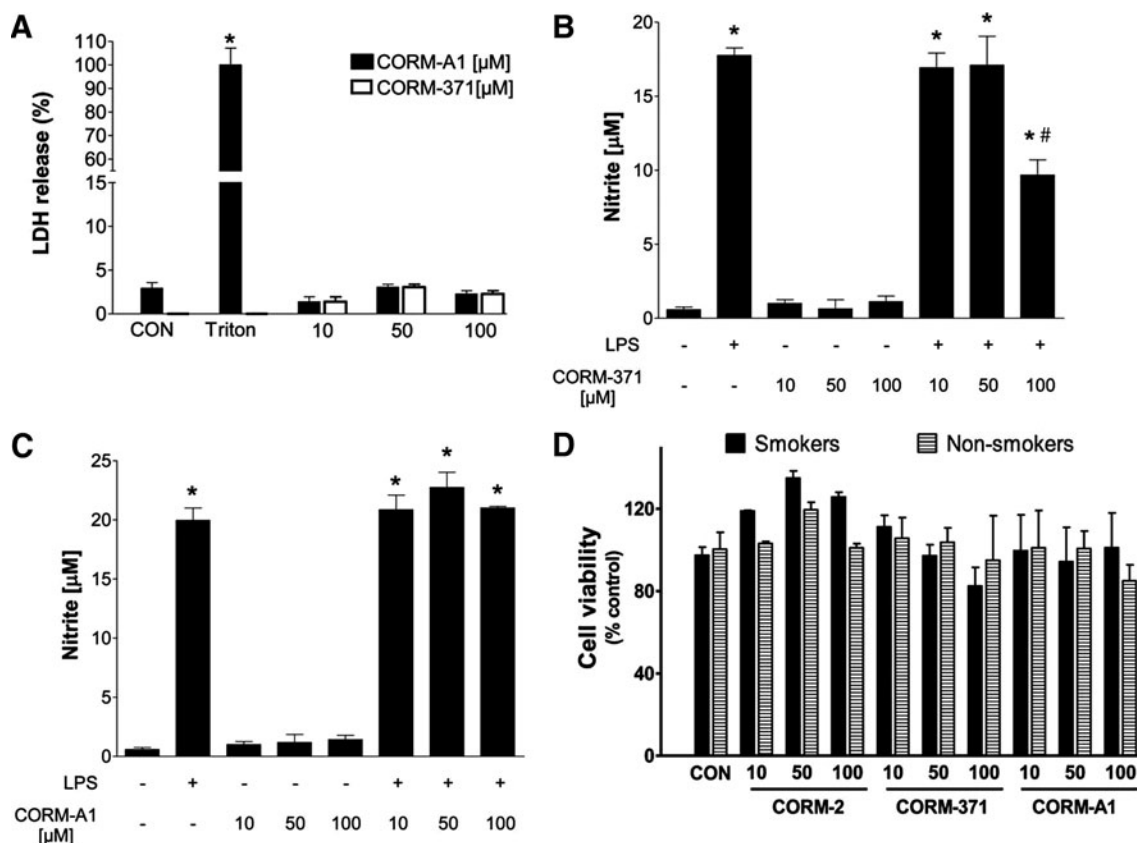 A
LDH release (%)
110
100
90
80
70
60
15
10
5
0
*
CORM-A1 [µM]
CORM-371[µM]
CON Triton 10 50 100
B
Nitrite [µM]
20
15
10
5
0
* * * * #
LPS - + - - - + + +
CORM-371 - - 10 50 100 10 50 100
[µM]
C
Nitrite [µM]
25
20
15
10
5
0
* * * *
LPS - + - - - + + +
CORM-A1 - - 10 50 100 10 50 100
[µM]
D
Smokers Non-smokers
Cell viability
(% control)
120
80
40
0
CON 10 50 100 10 50 100 10 50 100
CORM-2 CORM-371 CORM-A1